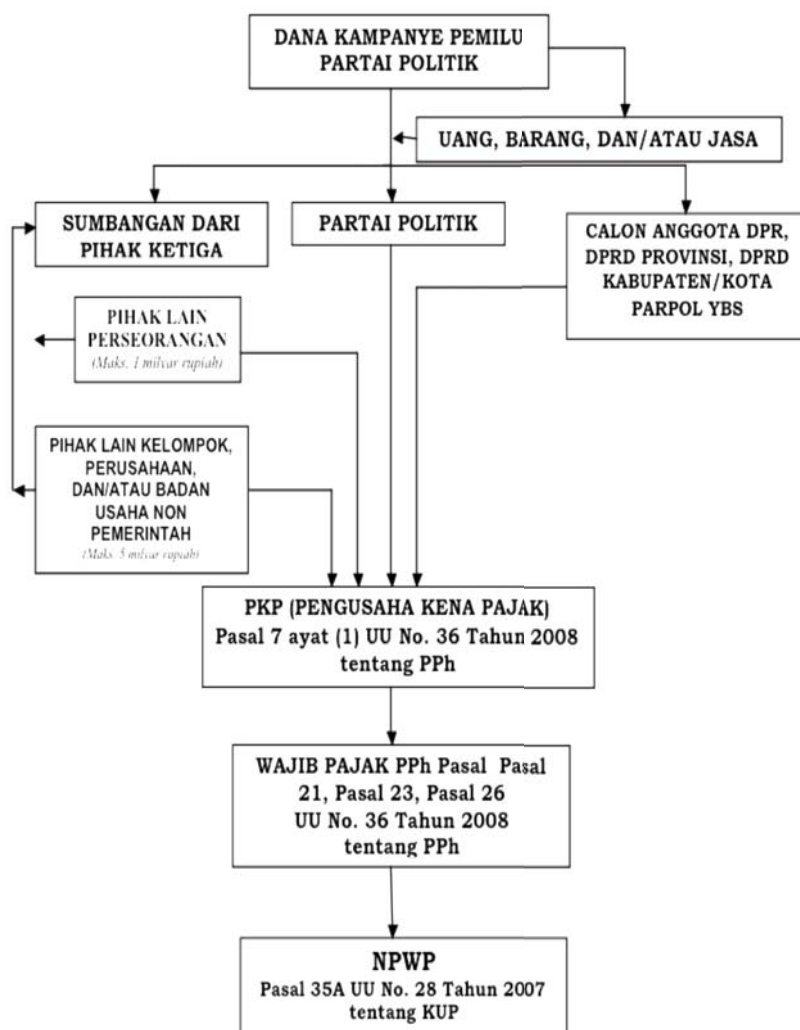 DANA KAMPANYE PEMILU
PARTAI POLITIK
UANG, BARANG, DAN/ATAU JASA
SUMBANGAN DARI
PIHAK KETIGA
PARTAI POLITIK
CALON ANGGOTA DPR,
DPRD PROVINSI, DPRD
KABUPATEN/KOTA
PARPOL YBS
PIHAK LAIN
PERSEORANGAN
(Maks. 1 milyar rupiah)
PIHAK LAIN KELOMPOK,
PERUSAHAAN,
DAN/ATAU BADAN
USAHA NON
PEMERINTAH
(Maks. 5 milyar rupiah)
PKP (PENGUSAHA KENA PAJAK)
Pasal 7 ayat (1) UU No. 36 Tahun 2008
tentang PPh
WAJIB PAJAK PPh Pasal Pasal
21, Pasal 23, Pasal 26
UU No. 36 Tahun 2008
tentang PPh
NPWP
Pasal 35A UU No. 28 Tahun 2007
tentang KUP